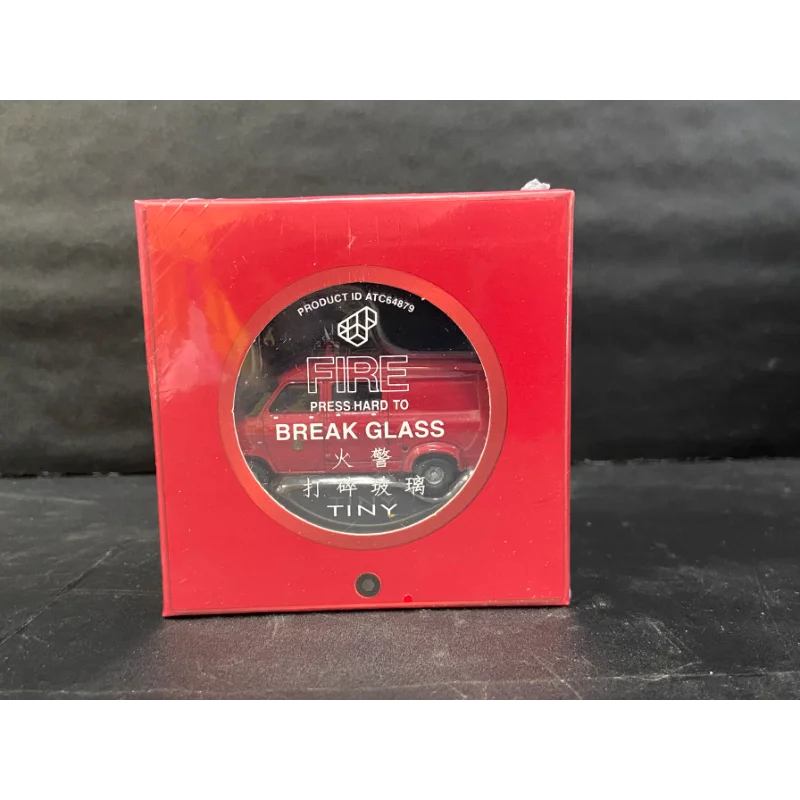 PRODUCT ID ATC64879
FIRE
PRESS HARD TO
BREAK GLASS
火 警
打 碎 玻 璃
TINY